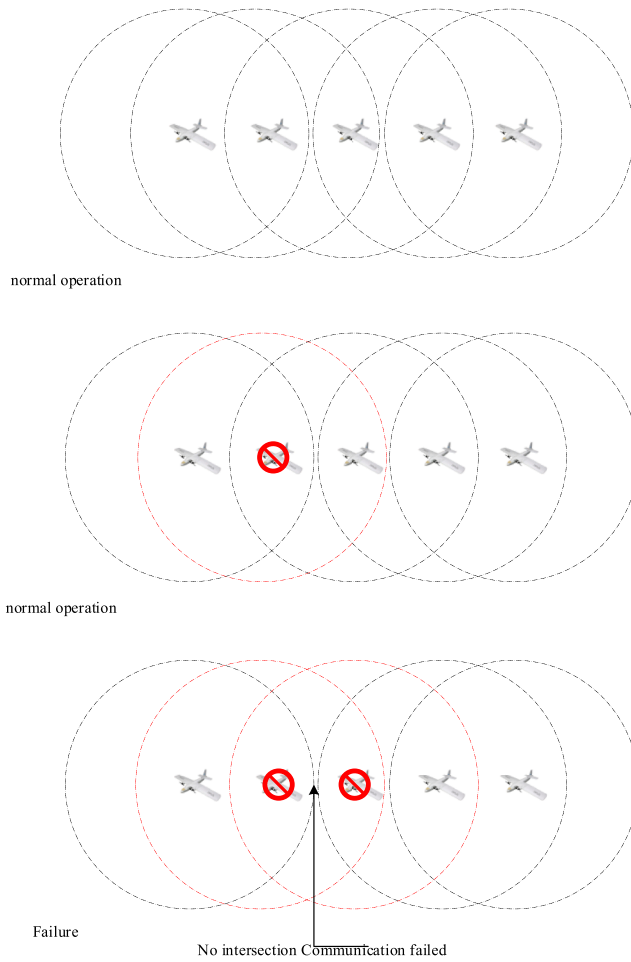 normal operation
normal operation
Failure
No intersection Communication failed